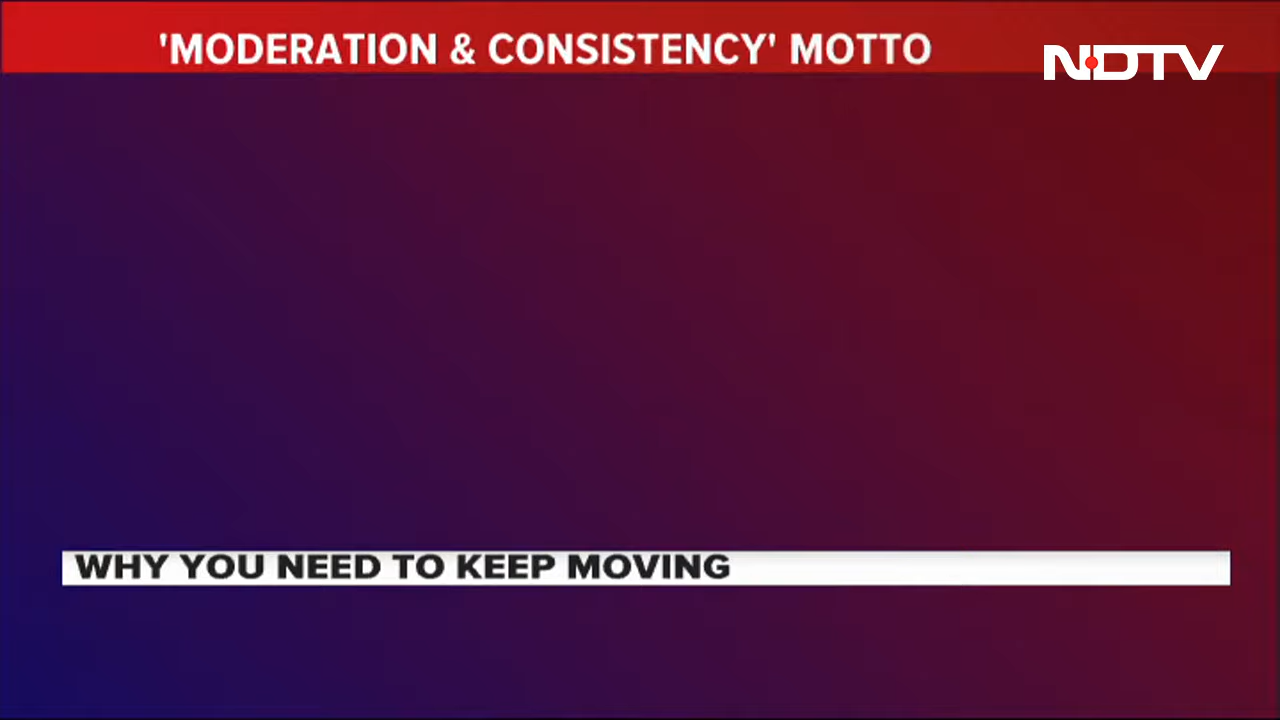 'MODERATION & CONSISTENCY' MOTTO
NDTV
WHY YOU NEED TO KEEP MOVING